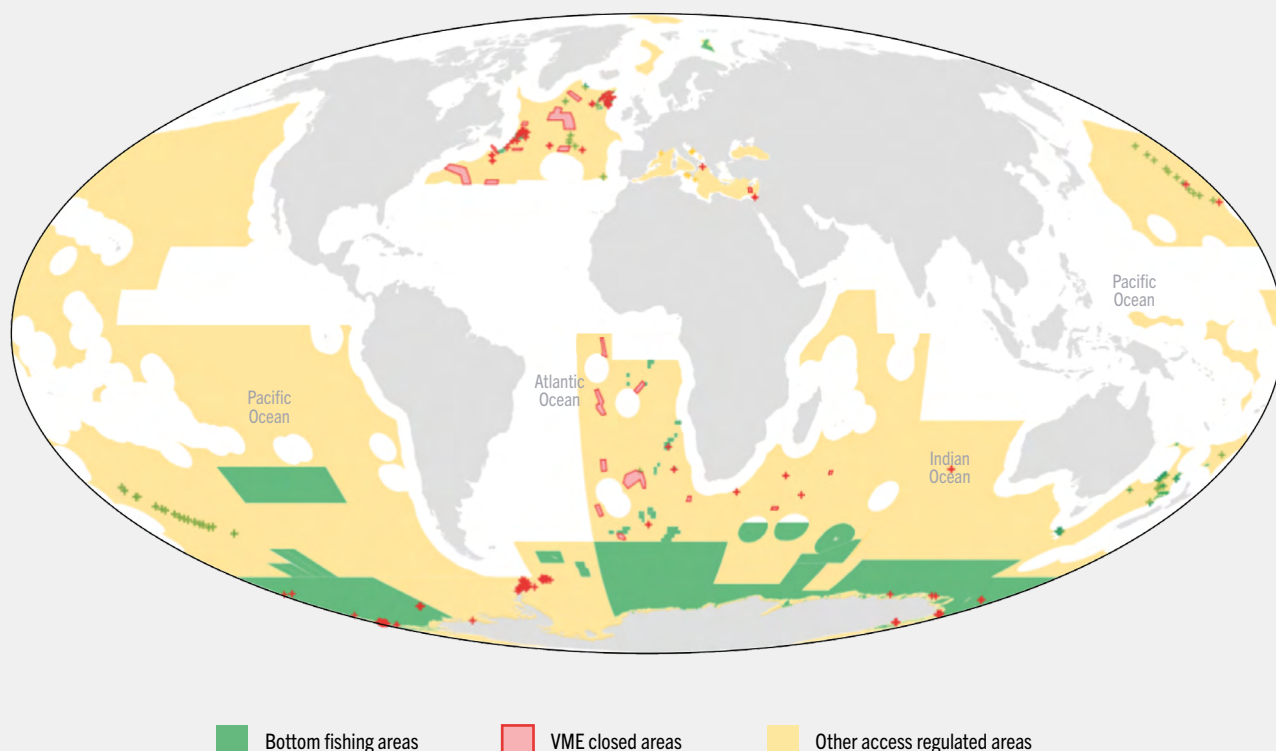 Pacific
Ocean
Atlantic
Ocean
Pacific
Ocean
Indian
Ocean
Bottom fishing areas
VME closed areas
Other access regulated areas